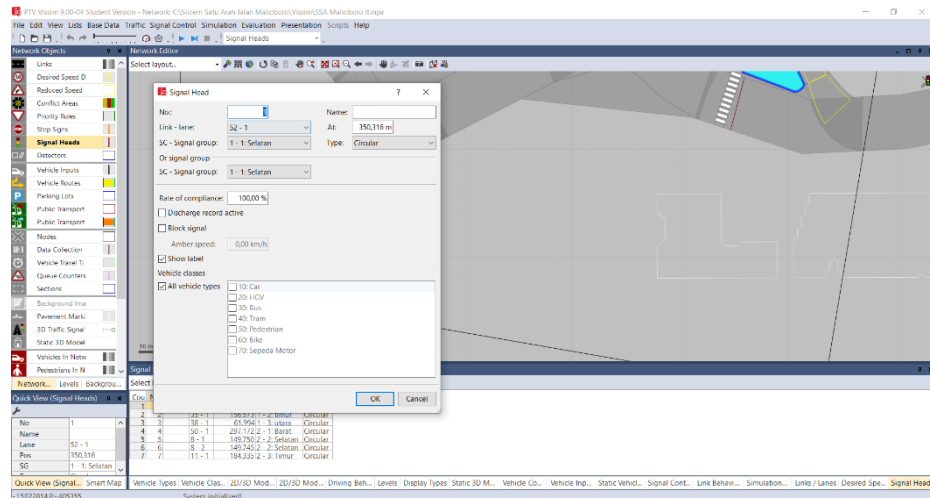 PTV Vissim 9.00-04 Student Version - Network: C:\Sistem Satu Arah Jalan Malioboro\Vissim\SSA Malioboro II.inpx
File Edit View Lists Base Data Traffic Signal Control Simulation Evaluation Presentation Scripts Help
Signal Heads
Network Objects
Network Editor
Select layout...
Links
Desired Speed D
Reduced Speed
Conflict Areas
Priority Rules
Stop Signs
Signal Heads
Detectors
Vehicle Inputs
Vehicle Routes
Parking Lots
Public Transport
Public Transport
Nodes
Data Collection
Vehicle Travel Ti
Queue Counters
Sections
Background Ima
Pavement Marki
3D Traffic Signal
Static 3D Model
Vehicles In Netw
Pedestrians In N
Network... Levels Backgrou...
Signal Head
? ×
No.: 1 Name:
Link - lane: 52 - 1 At: 350,316 m
SC - Signal group: 1 - 1: Selatan Type: Circular
Or signal group
SC - Signal group: 1 - 1: Selatan
Rate of compliance: 100,00 %
Discharge record active
Block signal
Amber speed: 0,00 km/h
Show label
Vehicle classes
All vehicle types
10: Car
20: HGV
30: Bus
40: Tram
50: Pedestrian
60: Bike
70: Sepeda Motor
OK Cancel
50 m
Signal
Select
Cou
1
2 2 35 - 1 156.573 1 - 2: timur Circular
3 3 38 - 1 61.994 1 - 3: utara Circular
4 4 50 - 1 297.172 2 - 1: Barat Circular
5 5 8 - 1 149.750 2 - 2: Selatan Circular
6 6 8 - 2 149.745 2 - 2: Selatan Circular
7 7 11 - 1 184.335 2 - 3: Timur Circular
Quick View (Signal Heads)
No 1
Name
Lane 52 - 1
Pos 350,316
SG 1 - 1: Selatan
Quick View (Signal... Smart Map
Vehicle Types Vehicle Clas... 2D/3D Mod... 2D/3D Mod... Driving Beh... Levels Display Types Static 3D M... Vehicle Co... Vehicle Inp... Static Vehicl... Signal Cont... Link Behavi... Simulation... Links / Lanes Desired Spe... Signal Head
System initialized!